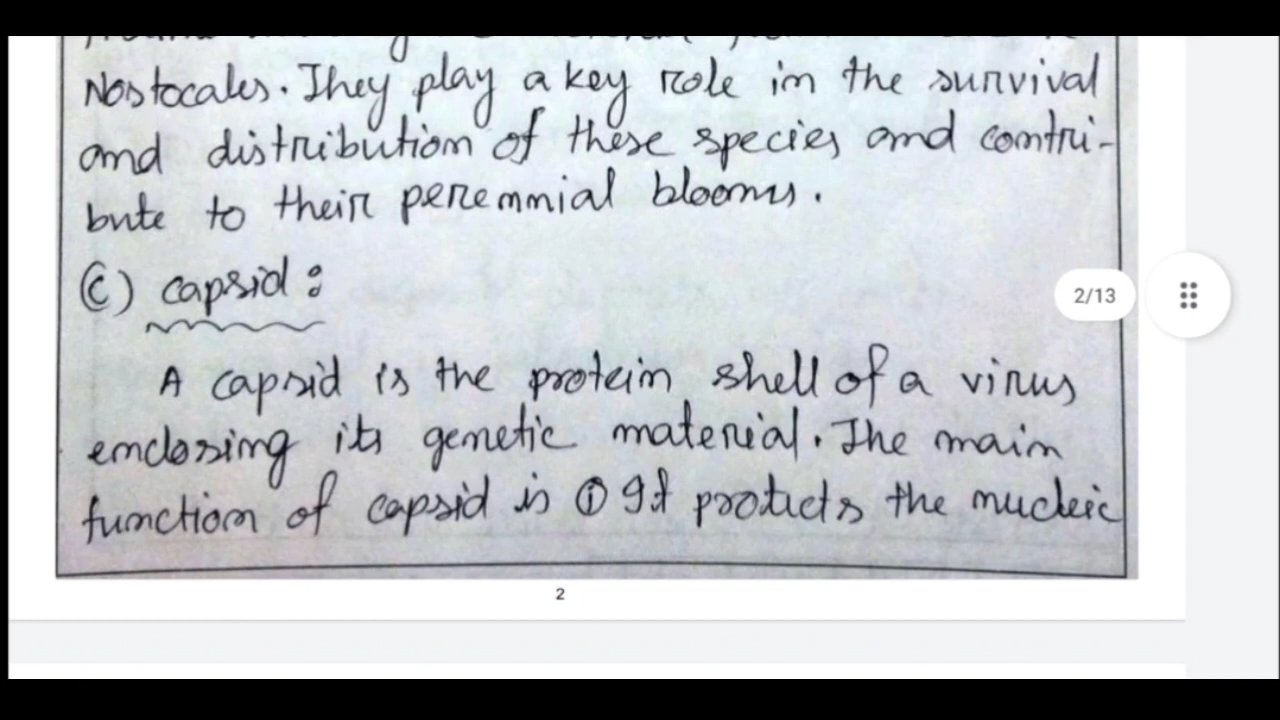 Nostocales. They play a key role in the survival
and distribution of these species and contri-
bute to their perennial blooms.
(C) capsid :
2/13
A capsid is the protein shell of a virus
enclosing its genetic material. The main
function of capsid is ① It protects the nucleic
2